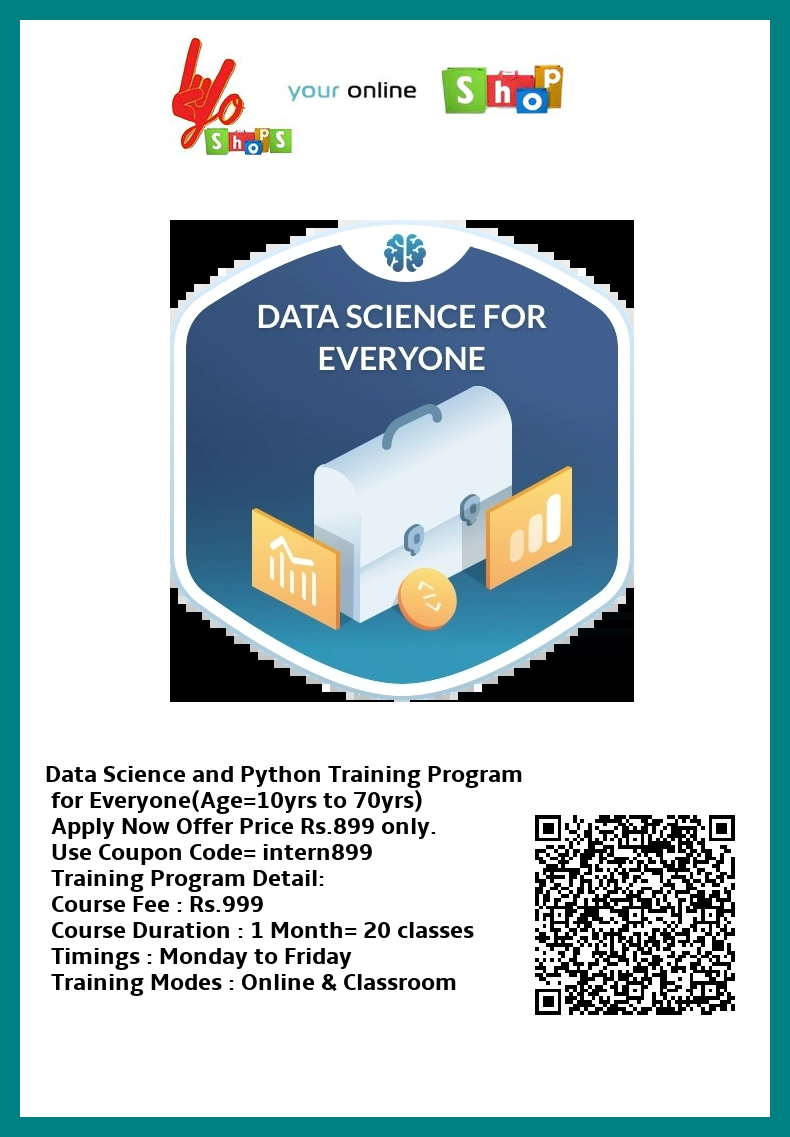 Yo
ShOPS
your online
ShOP
DATA SCIENCE FOR
EVERYONE
Data Science and Python Training Program
for Everyone(Age=10yrs to 70yrs)
Apply Now Offer Price Rs.899 only.
Use Coupon Code= intern899
Training Program Detail:
Course Fee : Rs.999
Course Duration : 1 Month= 20 classes
Timings : Monday to Friday
Training Modes : Online & Classroom